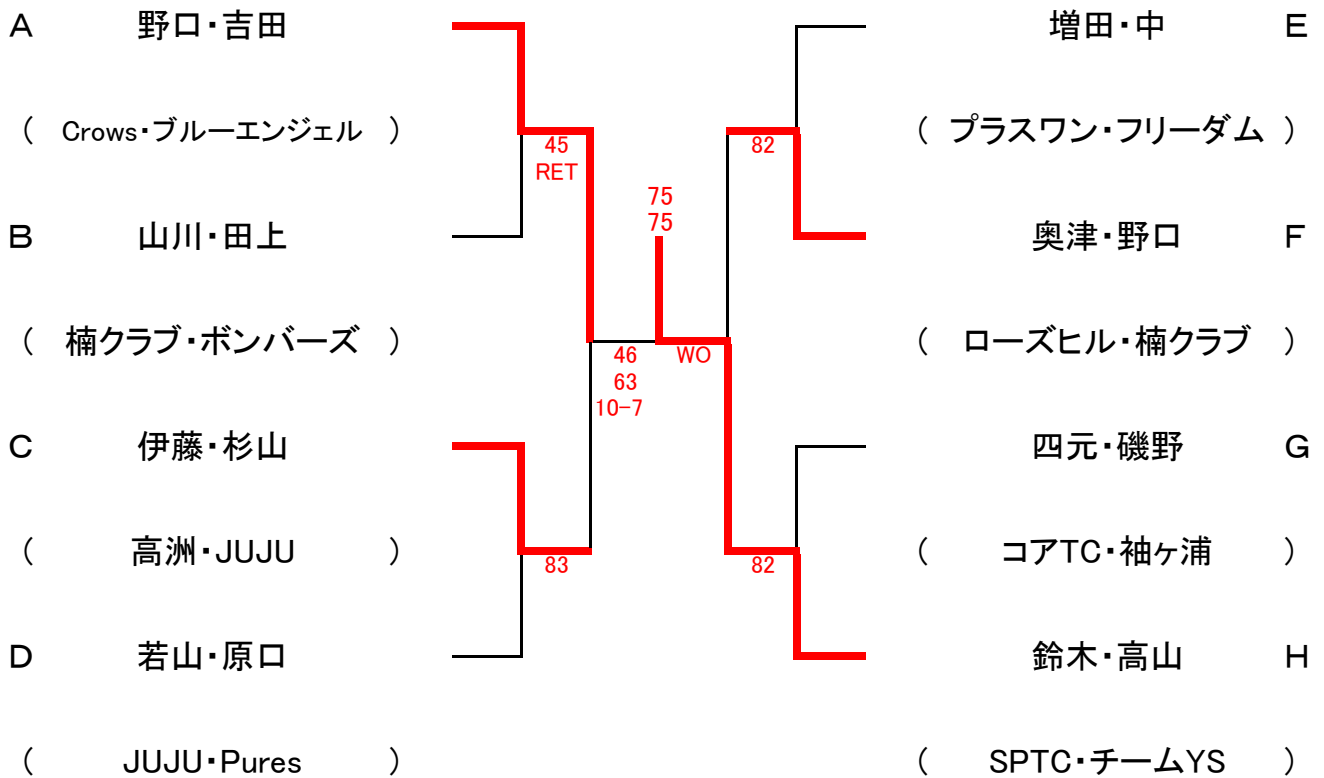 A 野口・吉田
( Crows・ブルーエンジェル )
B 山川・田上
( 楠クラブ・ボンバーズ )
C 伊藤・杉山
( 高洲・JUJU )
D 若山・原口
( JUJU・Pures )
45
RET
83
46
63
10-7
75
75
WO
82
82
増田・中 E
( プラスワン・フリーダム )
奥津・野口 F
( ローズヒル・楠クラブ )
四元・磯野 G
( コアTC・袖ヶ浦 )
鈴木・高山 H
( SPTC・チームYS )